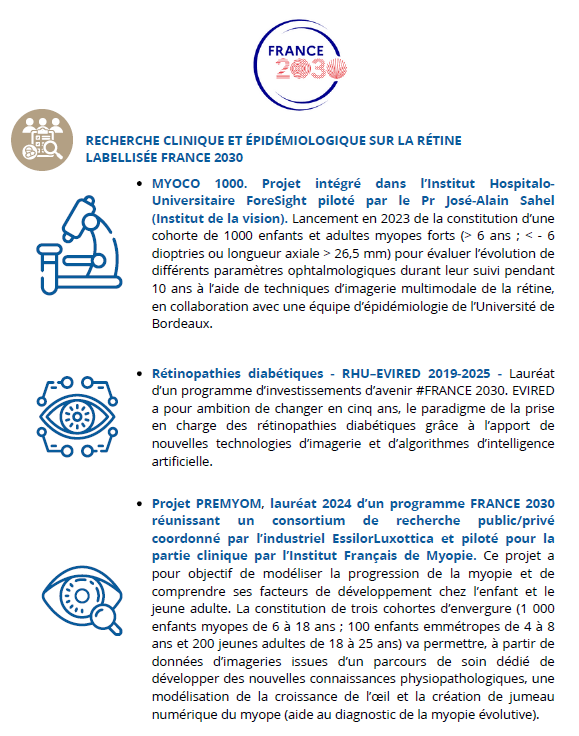 FRANCE
2030
RECHERCHE CLINIQUE ET ÉPIDÉMIOLOGIQUE SUR LA RÉTINE
LABELLISÉE FRANCE 2030
• MYOCO 1000. Projet intégré dans l’Institut Hospitalo-
Universitaire ForeSight piloté par le Pr José-Alain Sahel
(Institut de la vision). Lancement en 2023 de la constitution d’une
cohorte de 1000 enfants et adultes myopes forts (> 6 ans ; < - 6
dioptries ou longueur axiale > 26,5 mm) pour évaluer l’évolution de
différents paramètres ophtalmologiques durant leur suivi pendant
10 ans à l’aide de techniques d’imagerie multimodale de la rétine,
en collaboration avec une équipe d’épidémiologie de l’Université de
Bordeaux.
• Rétinopathies diabétiques - RHU–EVIRED 2019-2025 - Lauréat
d’un programme d’investissements d’avenir #FRANCE 2030. EVIRED
a pour ambition de changer en cinq ans, le paradigme de la prise
en charge des rétinopathies diabétiques grâce à l’apport de
nouvelles technologies d’imagerie et d’algorithmes d’intelligence
artificielle.
• Projet PREMYOM, lauréat 2024 d’un programme FRANCE 2030
réunissant un consortium de recherche public/privé
coordonné par l’industriel EssilorLuxottica et piloté pour la
partie clinique par l’Institut Français de Myopie. Ce projet a
pour objectif de modéliser la progression de la myopie et de
comprendre ses facteurs de développement chez l’enfant et le
jeune adulte. La constitution de trois cohortes d’envergure (1 000
enfants myopes de 6 à 18 ans ; 100 enfants emmétropes de 4 à 8
ans et 200 jeunes adultes de 18 à 25 ans) va permettre, à partir de
données d’imageries issues d’un parcours de soin dédié de
développer des nouvelles connaissances physiopathologiques, une
modélisation de la croissance de l’œil et la création de jumeau
numérique du myope (aide au diagnostic de la myopie évolutive).